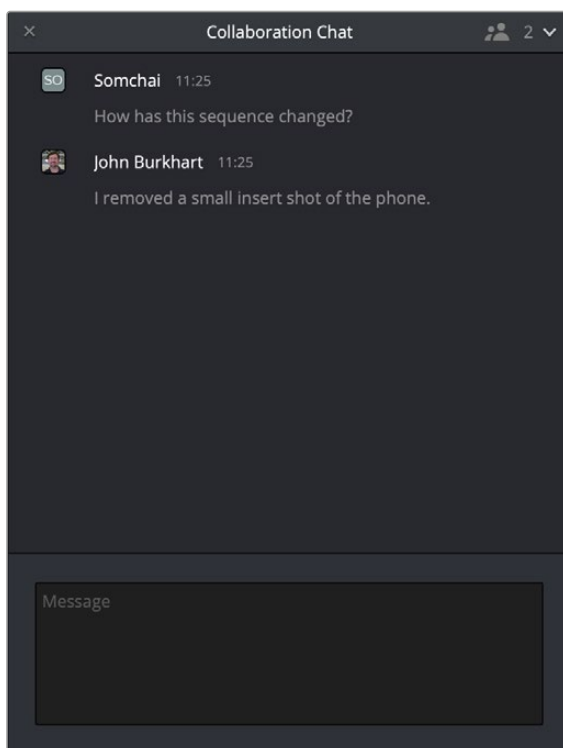 × Collaboration Chat 2
SO Somchai 11:25
How has this sequence changed?
John Burkhart 11:25
I removed a small insert shot of the phone.
Message